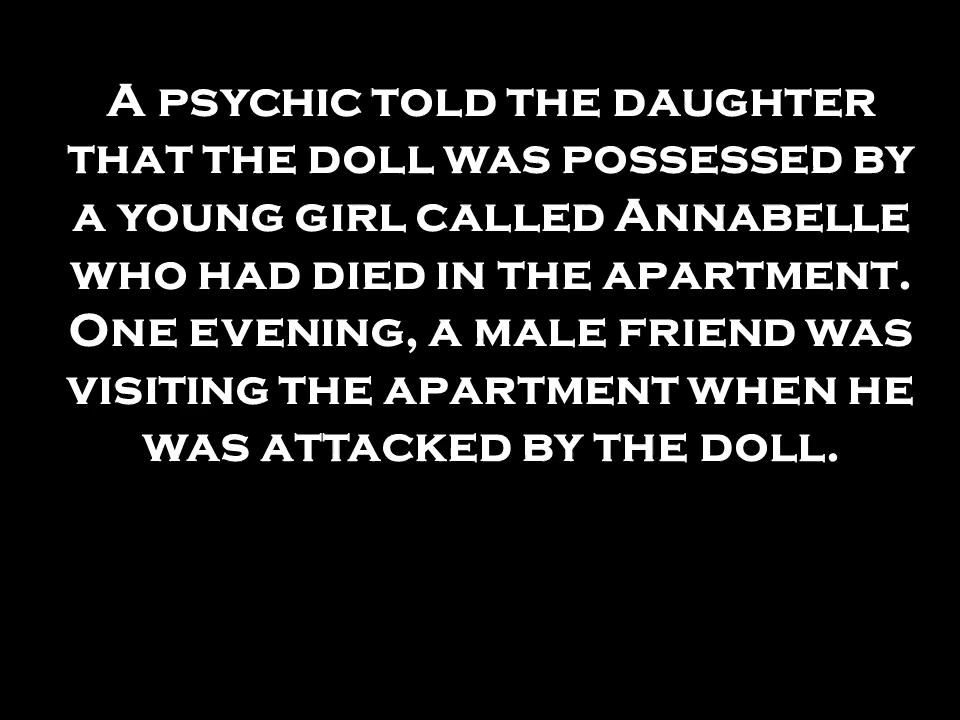 A psychic told the daughter
that the doll was possessed by
a young girl called Annabelle
who had died in the apartment.
One evening, a male friend was
visiting the apartment when he
was attacked by the doll.